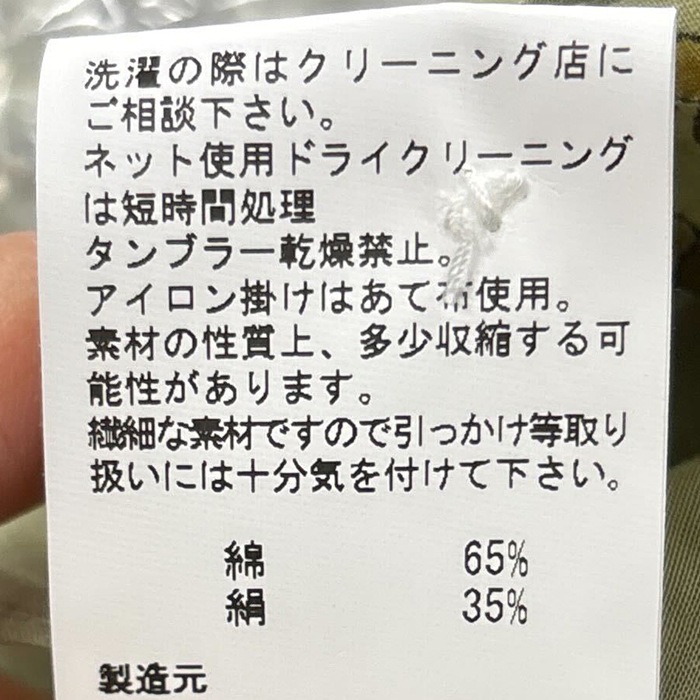 洗濯の際はクリーニング店に
ご相談下さい。
ネット使用ドライクリーニング
は短時間処理
タンブラー乾燥禁止。
アイロン掛けはあて布使用。
素材の性質上、多少収縮する可
能性があります。
繊細な素材ですので引っかけ等取り
扱いには十分気を付けて下さい。
綿 65%
絹 35%
製造元